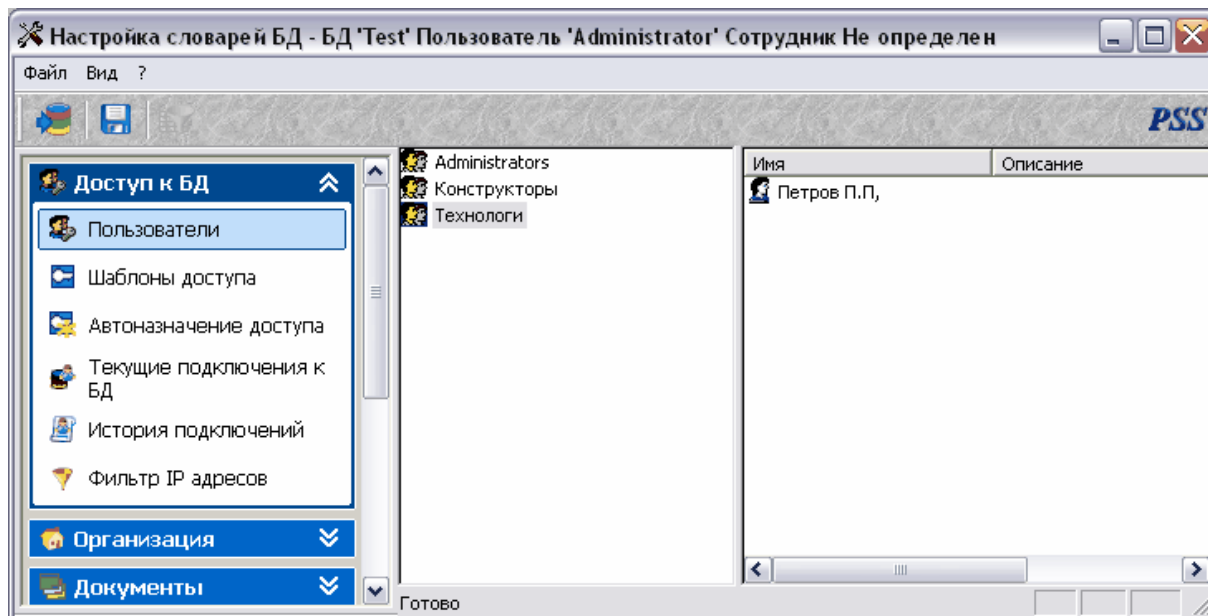 Настройка словарей БД - БД 'Test' Пользователь 'Administrator' Сотрудник Не определен
Файл Вид ?
PSS
Доступ к БД
Пользователи
Шаблоны доступа
Автоназначение доступа
Текущие подключения к
БД
История подключений
Фильтр IP адресов
Организация
Документы
Administrators
Конструкторы
Технологи
Имя Описание
Петров П.П,
Готово